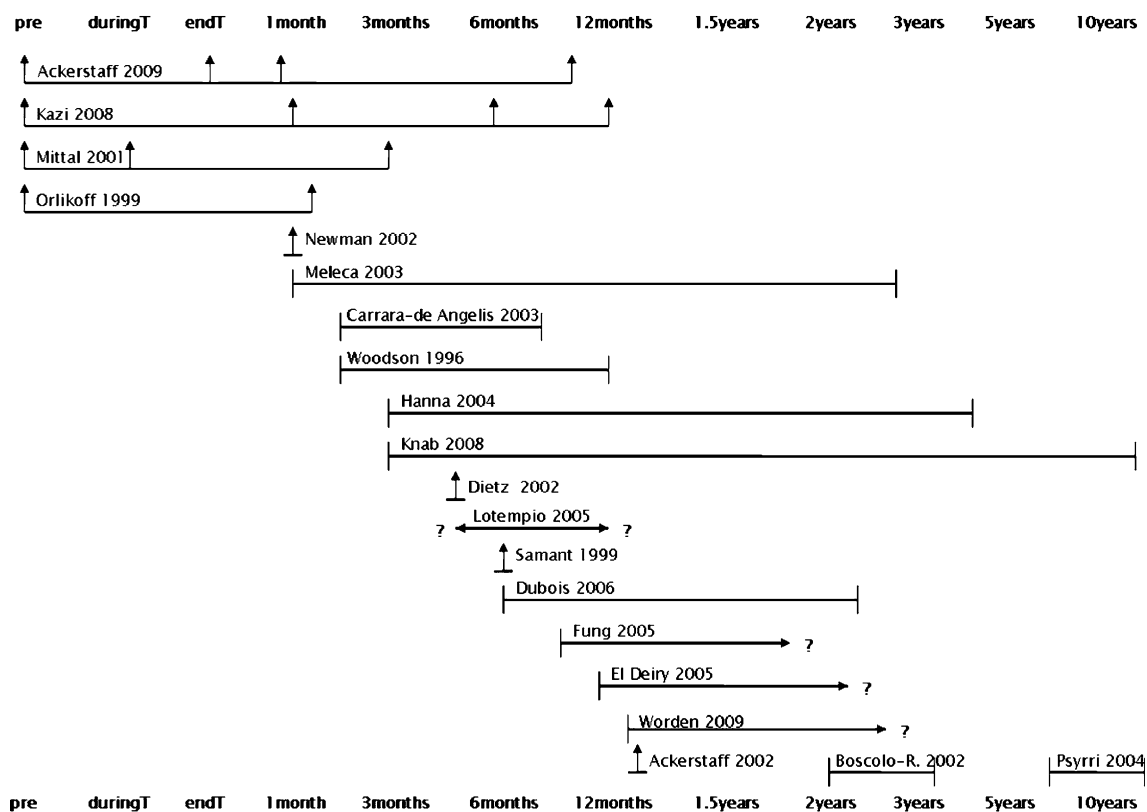 pre duringT endT 1month 3months 6months 12months 1.5years 2years 3years 5years 10years
Ackerstaff 2009
Kazi 2008
Mittal 2001
Orlikoff 1999
Newman 2002
Meleca 2003
Carrara-de Angelis 2003
Woodson 1996
Hanna 2004
Knab 2008
Dietz 2002
? Lotempio 2005 ?
Samant 1999
Dubois 2006
Fung 2005 ?
El Deiry 2005 ?
Worden 2009 ?
Ackerstaff 2002 Boscolo-R. 2002 Psyrri 2004
pre duringT endT 1month 3months 6months 12months 1.5years 2years 3years 5years 10years